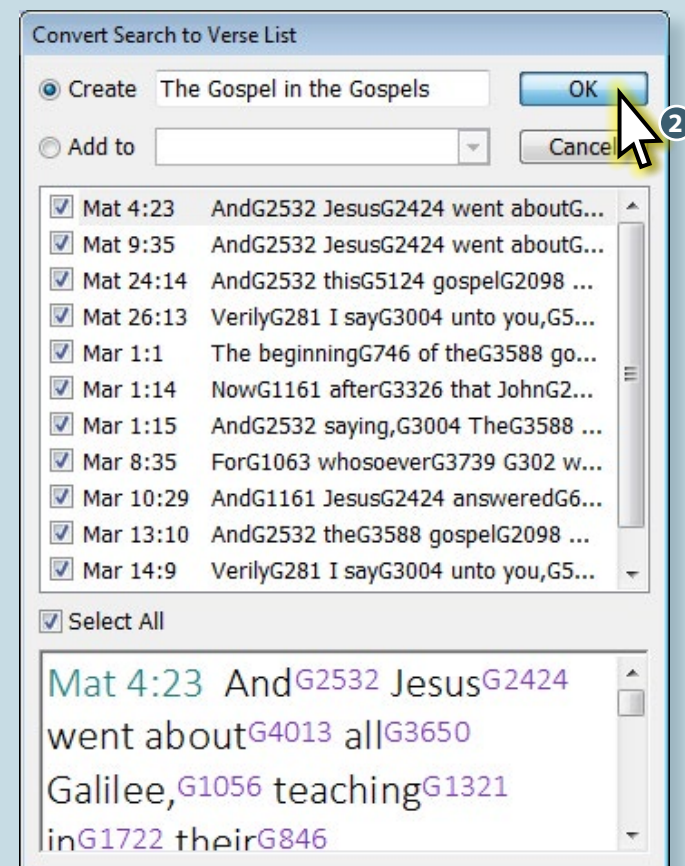 Convert Search to Verse List
Create The Gospel in the Gospels OK
2
Add to Cancel
Mat 4:23 AndG2532 JesusG2424 went aboutG...
Mat 9:35 AndG2532 JesusG2424 went aboutG...
Mat 24:14 AndG2532 thisG5124 gospelG2098 ...
Mat 26:13 VerilyG281 I sayG3004 unto you,G5...
Mar 1:1 The beginningG746 of theG3588 go...
Mar 1:14 NowG1161 afterG3326 that JohnG2...
Mar 1:15 AndG2532 saying,G3004 TheG3588 ...
Mar 8:35 ForG1063 whosoeverG3739 G302 w...
Mar 10:29 AndG1161 JesusG2424 answeredG6...
Mar 13:10 AndG2532 theG3588 gospelG2098 ...
Mar 14:9 VerilyG281 I sayG3004 unto you,G5...
Select All
Mat 4:23 AndG2532 JesusG2424
went aboutG4013 allG3650
Galilee,G1056 teachingG1321
inG1722 theirG846